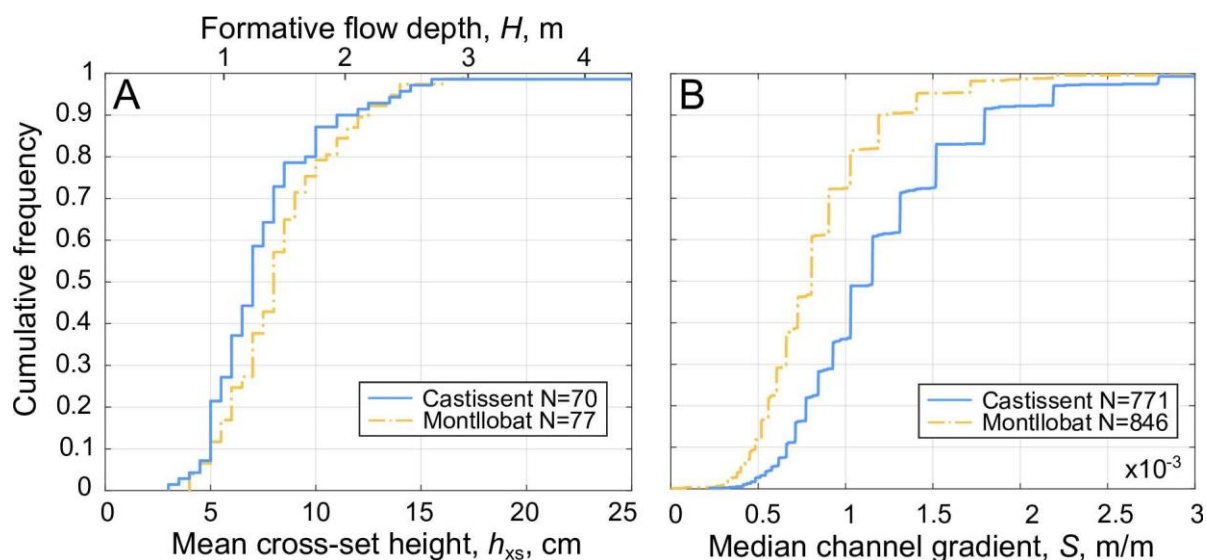 Formative flow depth, H, m
1 2 3 4
A
Cumulative frequency
1
0.9
0.8
0.7
0.6
0.5
0.4
0.3
0.2
0.1
0
Castissent N=70
Montllobat N=77
0 5 10 15 20 25
Mean cross-set height, hxs, cm
B
Castissent N=771
Montllobat N=846
x10-3
0 0.5 1 1.5 2 2.5 3
Median channel gradient, S, m/m